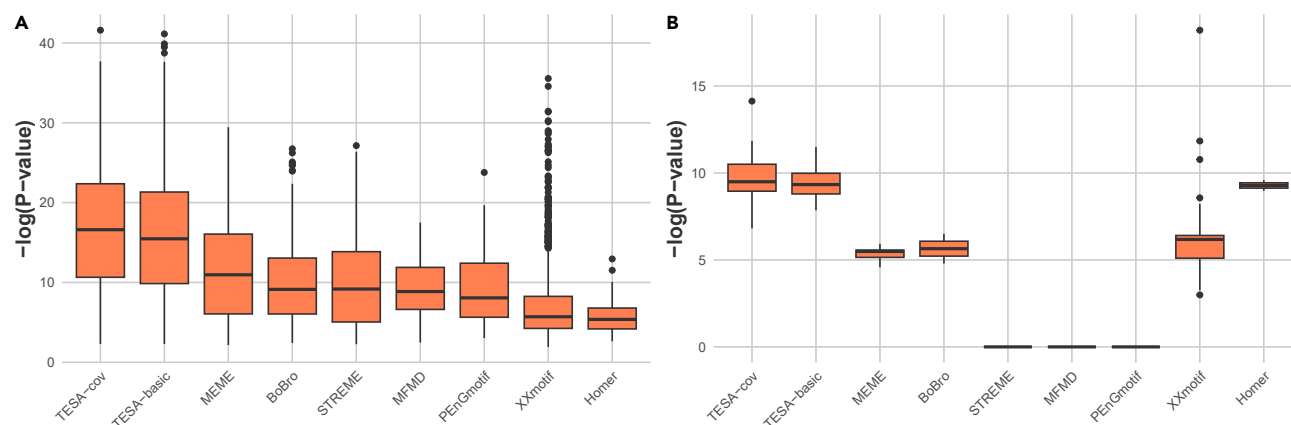 A
−log(P−value)
40
30
20
10
0
TESA−cov
TESA−basic
MEME
BoBro
STREME
MFMD
PEnGmotif
XXmotif
Homer
B
−log(P−value)
15
10
5
0
TESA−cov
TESA−basic
MEME
BoBro
STREME
MFMD
PEnGmotif
XXmotif
Homer